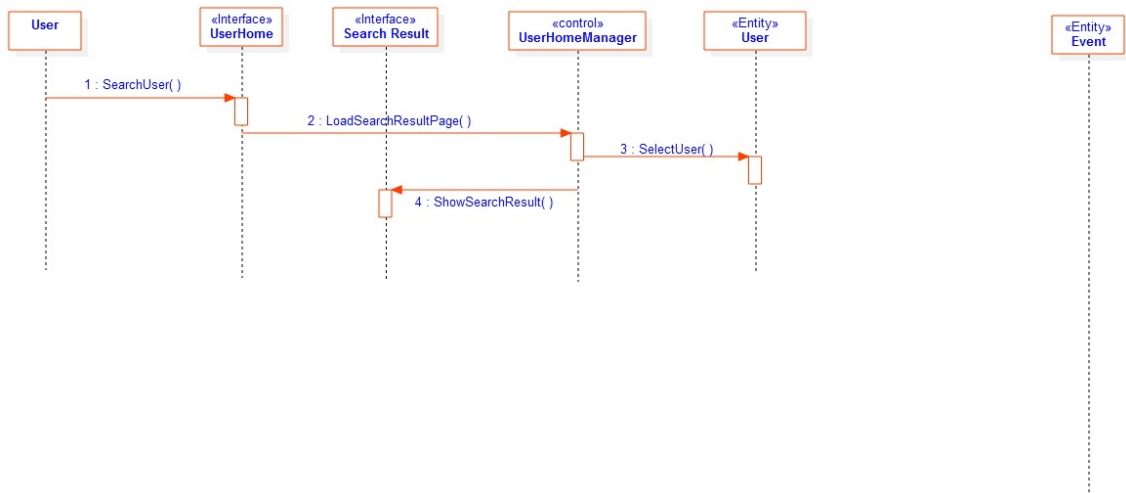 User
«Interface»
UserHome
«Interface»
Search Result
«control»
UserHomeManager
«Entity»
User
«Entity»
Event
1 : SearchUser( )
2 : LoadSearchResultPage( )
3 : SelectUser( )
4 : ShowSearchResult( )